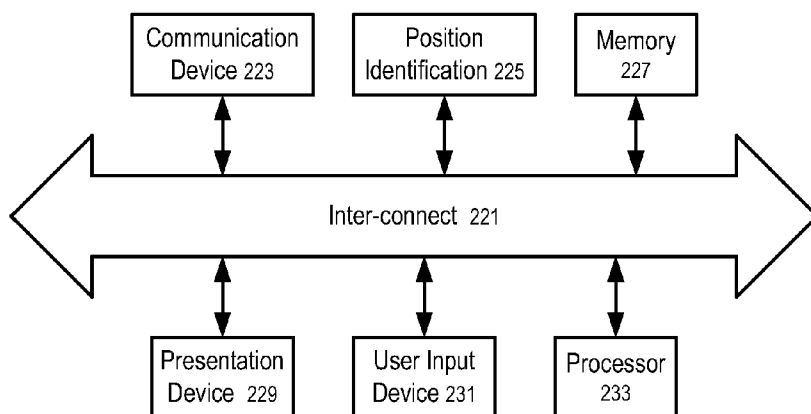 Communication
Device 223
Position
Identification 225
Memory
227
Inter-connect 221
Presentation
Device 229
User Input
Device 231
Processor
233